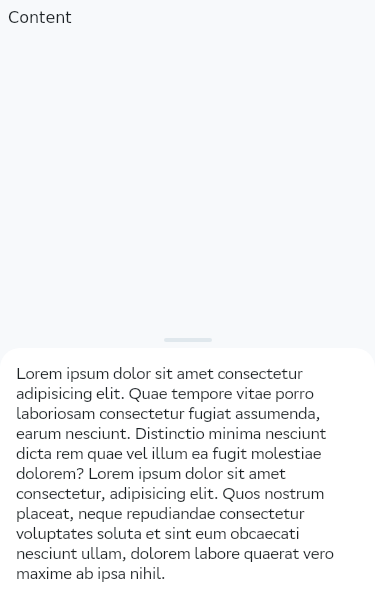 Content
Lorem ipsum dolor sit amet consectetur
adipisicing elit. Quae tempore vitae porro
laboriosam consectetur fugiat assumenda,
earum nesciunt. Distinctio minima nesciunt
dicta rem quae vel illum ea fugit molestiae
dolorem? Lorem ipsum dolor sit amet
consectetur, adipisicing elit. Quos nostrum
placeat, neque repudiandae consectetur
voluptates soluta et sint eum obcaecati
nesciunt ullam, dolorem labore quaerat vero
maxime ab ipsa nihil.